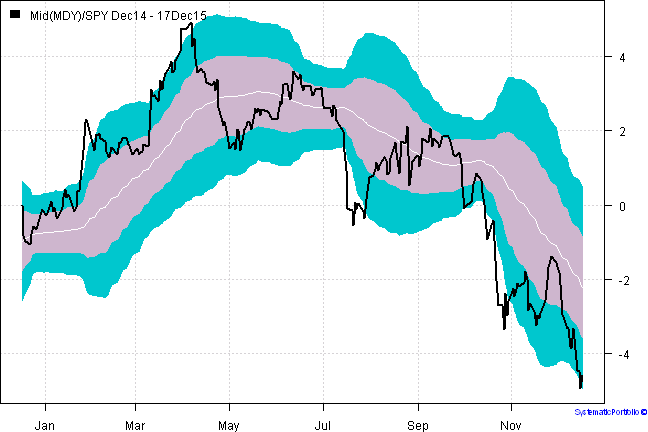 Mid(MDY)/SPY Dec14 - 17Dec15
4
2
0
-2
-4
Jan Mar May Jul Sep Nov
SystematicPortfolio ©